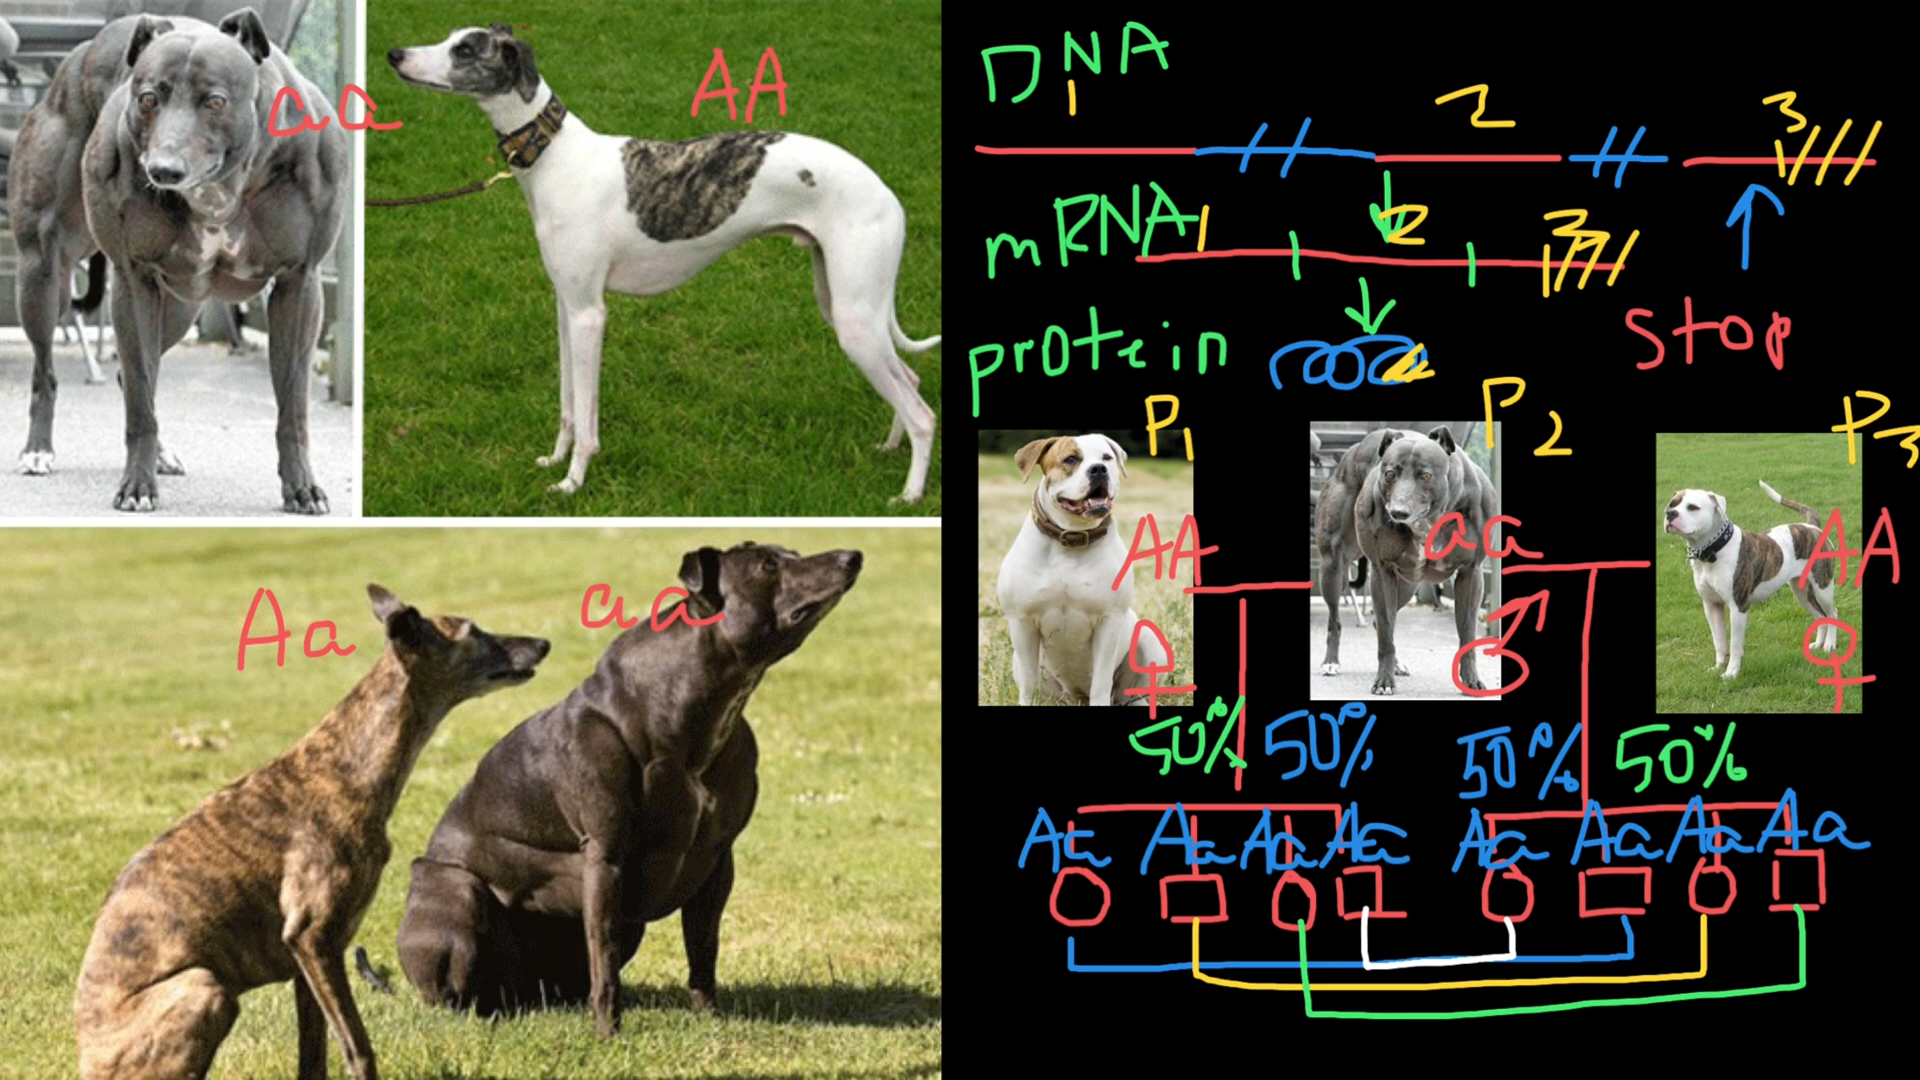 aa
AA
Aa
aa
DNA
1 2 3
mRNA 1 2 3
stop
protein
P1 P2 P3
AA aa AA
♀ ♂ ♀
50% 50% 50% 50%
Aa Aa Aa Aa Aa Aa Aa Aa